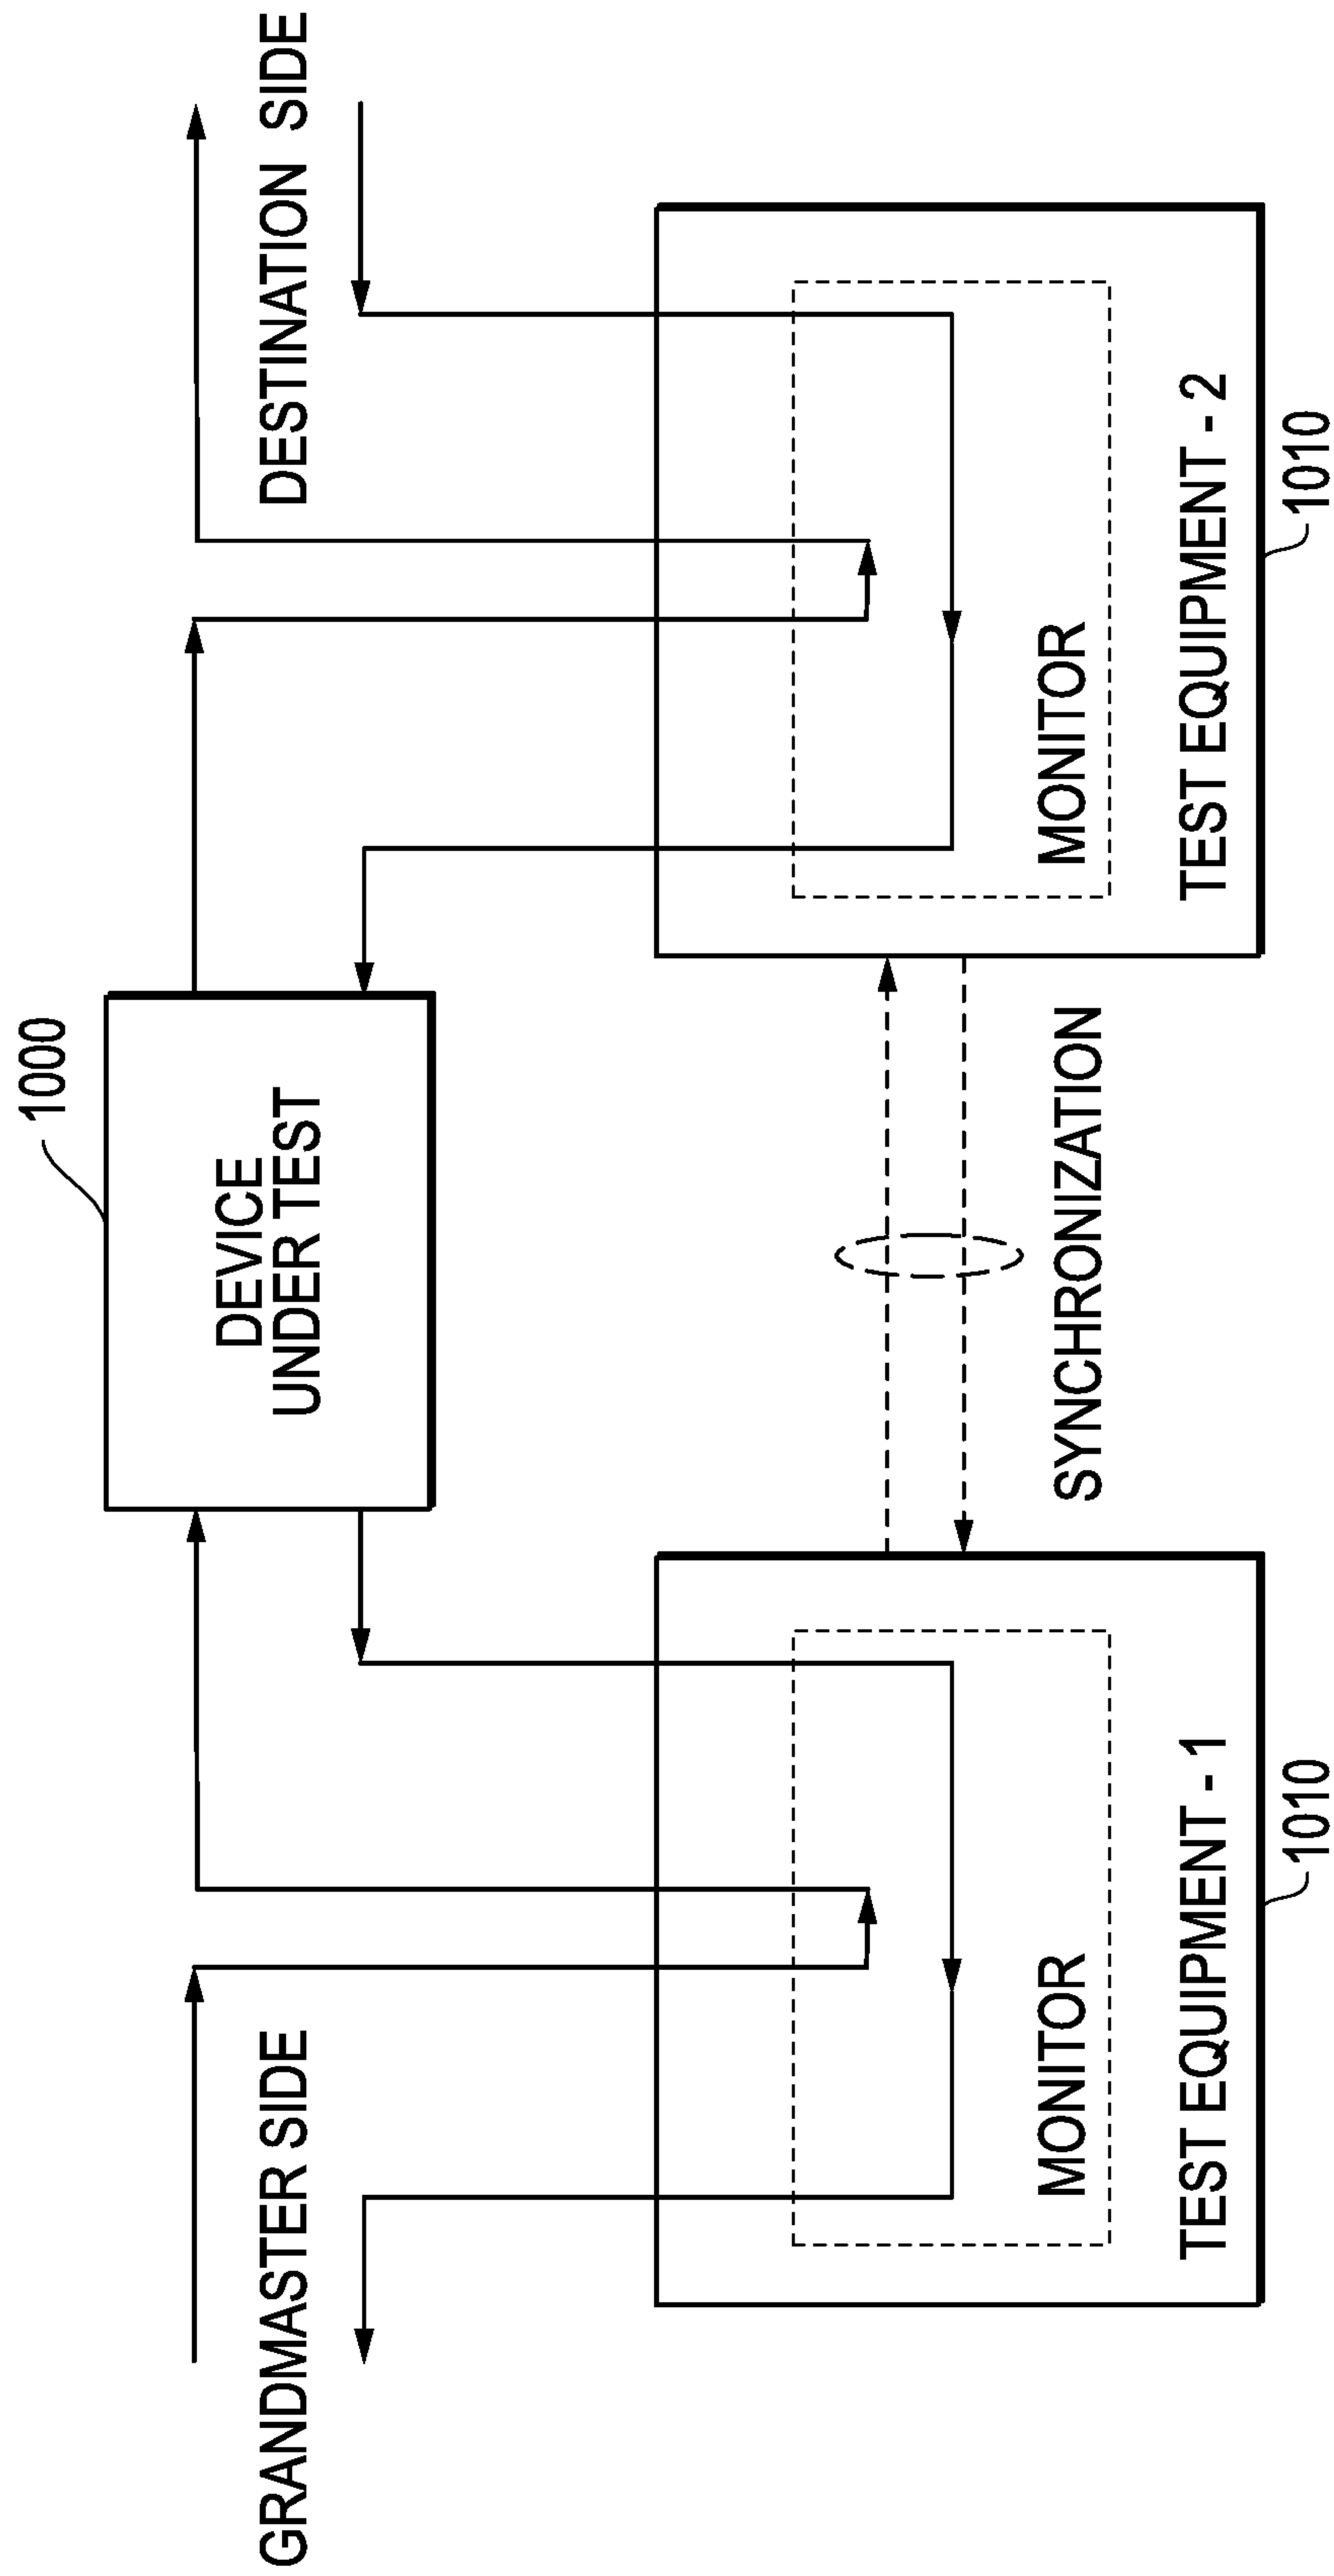 1000
DEVICE
UNDER TEST
GRANDMASTER SIDE
DESTINATION SIDE
MONITOR
TEST EQUIPMENT - 1
1010
SYNCHRONIZATION
MONITOR
TEST EQUIPMENT - 2
1010